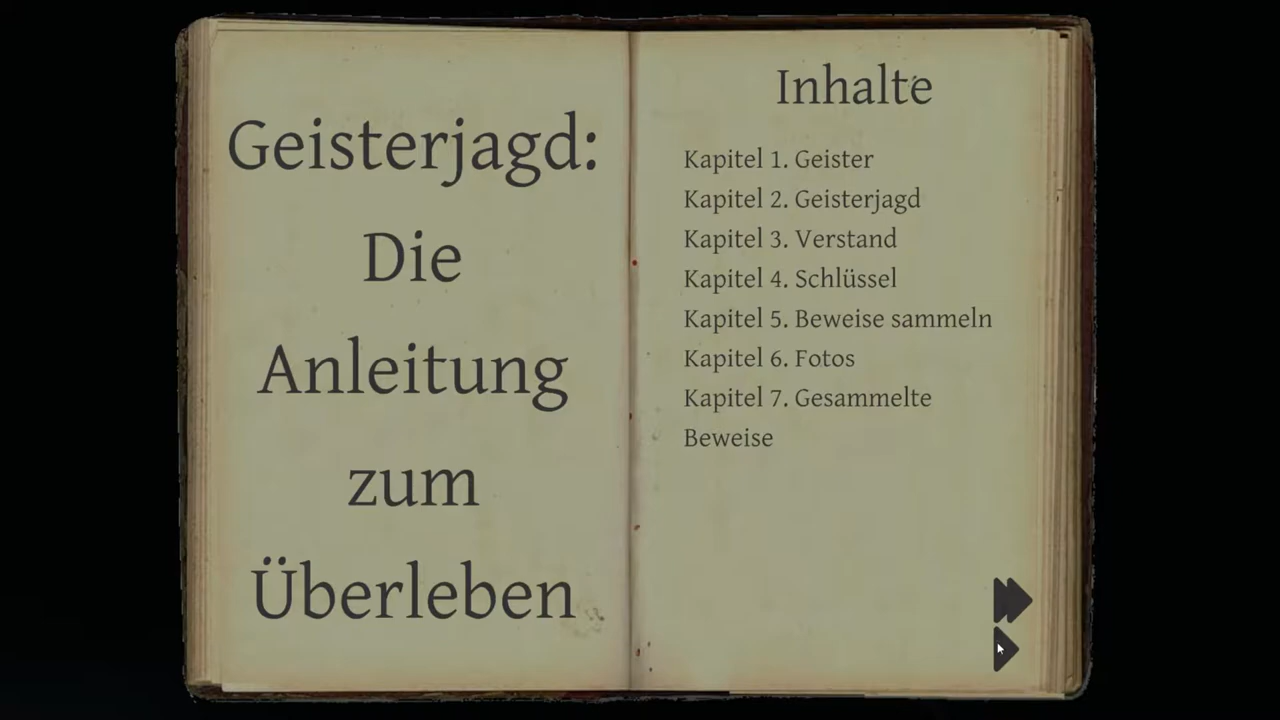 Geisterjagd:
Die
Anleitung
zum
Überleben
Inhalte
Kapitel 1. Geister
Kapitel 2. Geisterjagd
Kapitel 3. Verstand
Kapitel 4. Schlüssel
Kapitel 5. Beweise sammeln
Kapitel 6. Fotos
Kapitel 7. Gesammelte
Beweise